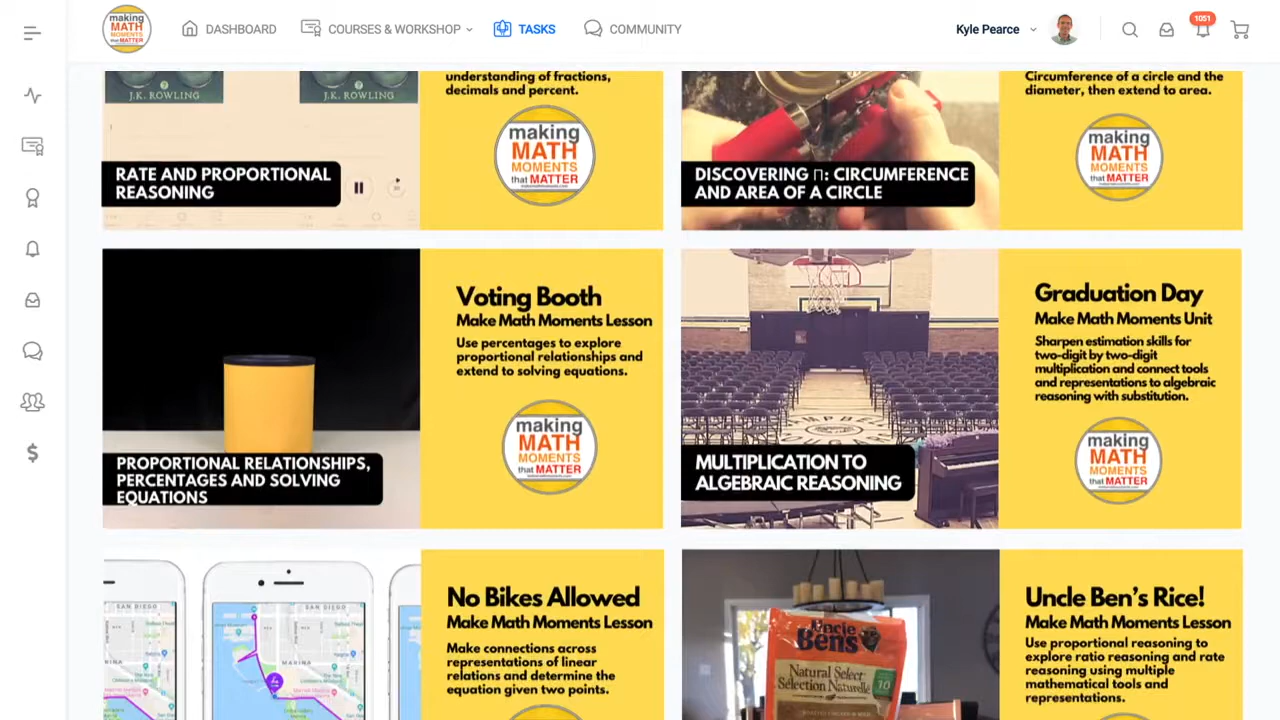 making
MATH
MOMENTS
that MATTER
DASHBOARD
COURSES & WORKSHOP
TASKS
COMMUNITY
Kyle Pearce
1051
J.K. ROWLING
J.K. ROWLING
RATE AND PROPORTIONAL
REASONING
understanding of fractions,
decimals and percent.
making
MATH
MOMENTS
that MATTER
DISCOVERING π: CIRCUMFERENCE
AND AREA OF A CIRCLE
Circumference of a circle and the
diameter, then extend to area.
making
MATH
MOMENTS
that MATTER
PROPORTIONAL RELATIONSHIPS,
PERCENTAGES AND SOLVING
EQUATIONS
Voting Booth
Make Math Moments Lesson
Use percentages to explore
proportional relationships and
extend to solving equations.
making
MATH
MOMENTS
that MATTER
MULTIPLICATION TO
ALGEBRAIC REASONING
Graduation Day
Make Math Moments Unit
Sharpen estimation skills for
two-digit by two-digit
multiplication and connect tools
and representations to algebraic
reasoning with substitution.
making
MATH
MOMENTS
that MATTER
SAN DIEGO
SAN DIEGO
MARINA
No Bikes Allowed
Make Math Moments Lesson
Make connections across
representations of linear
relations and determine the
equation given two points.
Uncle
Ben's
Natural Select
Sélection Naturelle
10
Uncle Ben's Rice!
Make Math Moments Lesson
Use proportional reasoning to
explore ratio reasoning and rate
reasoning using multiple
mathematical tools and
representations.